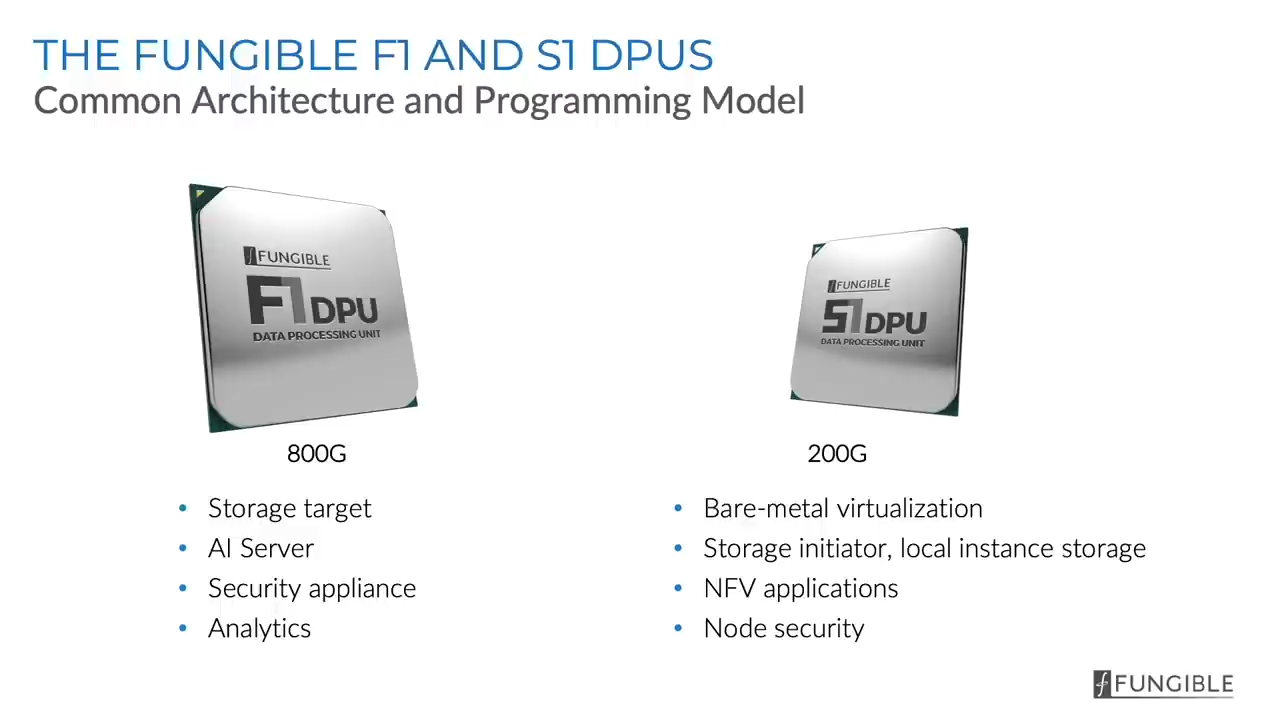 THE FUNGIBLE F1 AND S1 DPUS
Common Architecture and Programming Model
FUNGIBLE
F1 DPU
DATA PROCESSING UNIT
800G
• Storage target
• AI Server
• Security appliance
• Analytics
FUNGIBLE
S1 DPU
DATA PROCESSING UNIT
200G
• Bare-metal virtualization
• Storage initiator, local instance storage
• NFV applications
• Node security
FUNGIBLE